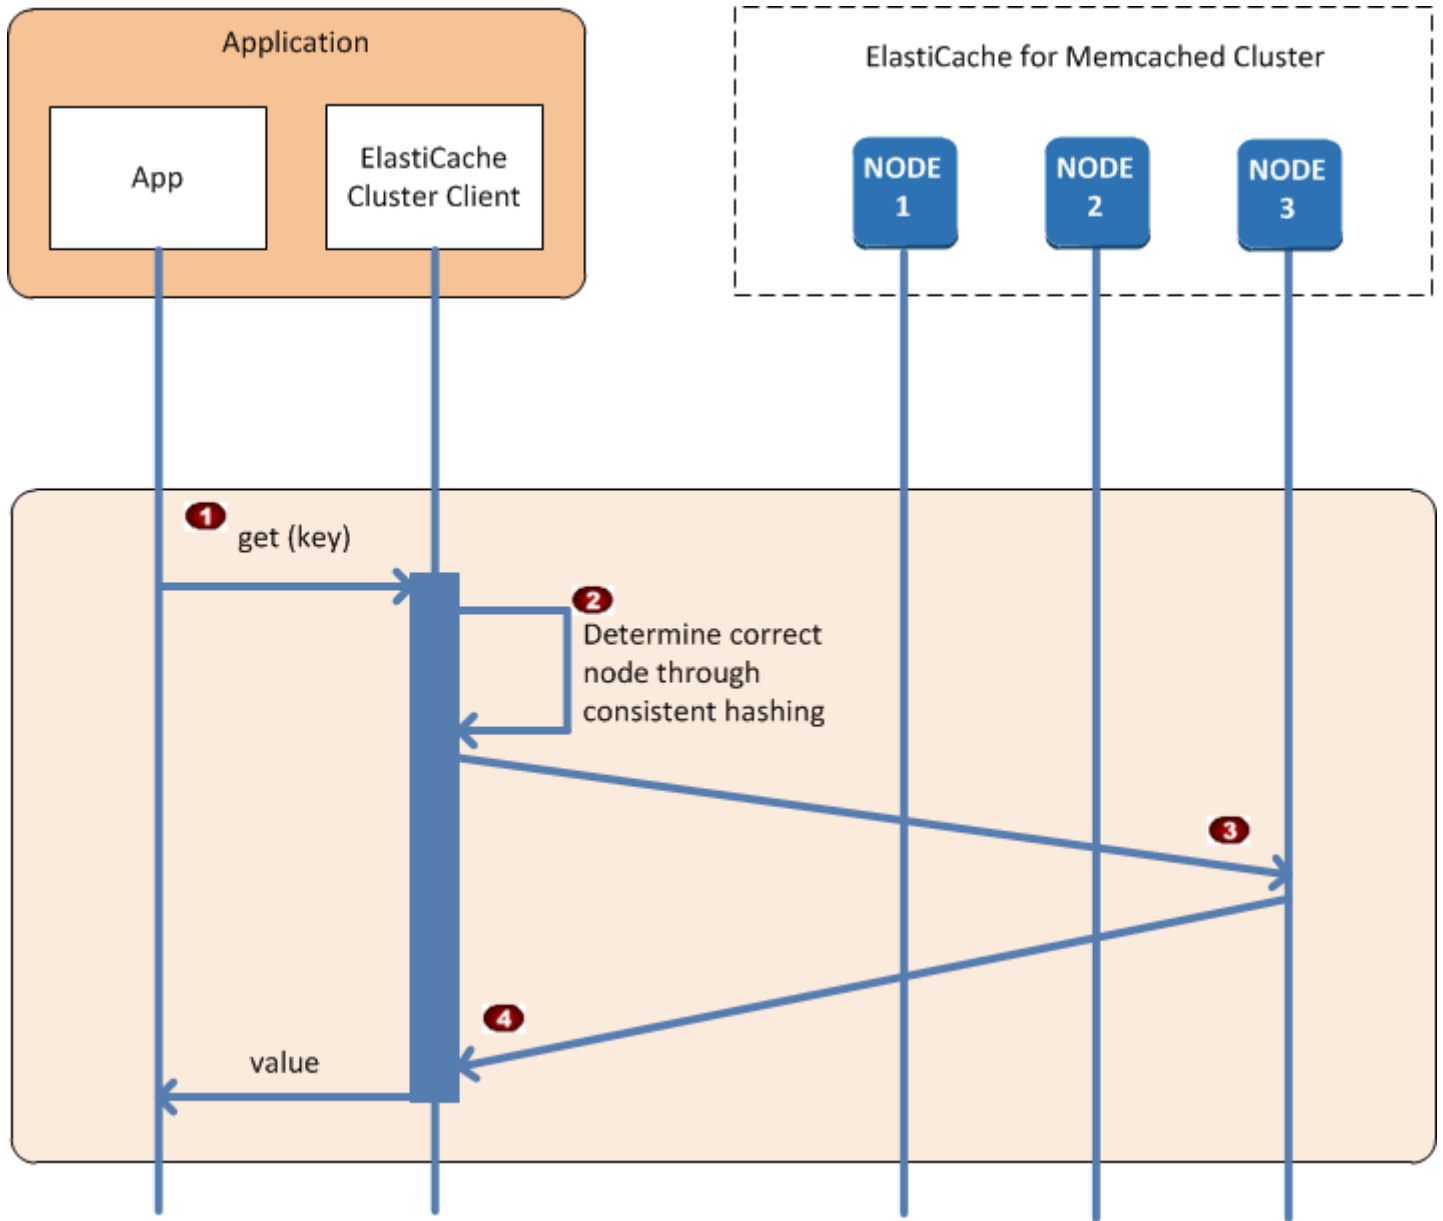 Application
ElastiCache for Memcached Cluster
App
ElastiCache
Cluster Client
NODE
1
NODE
2
NODE
3
1
get (key)
2
Determine correct
node through
consistent hashing
3
4
value